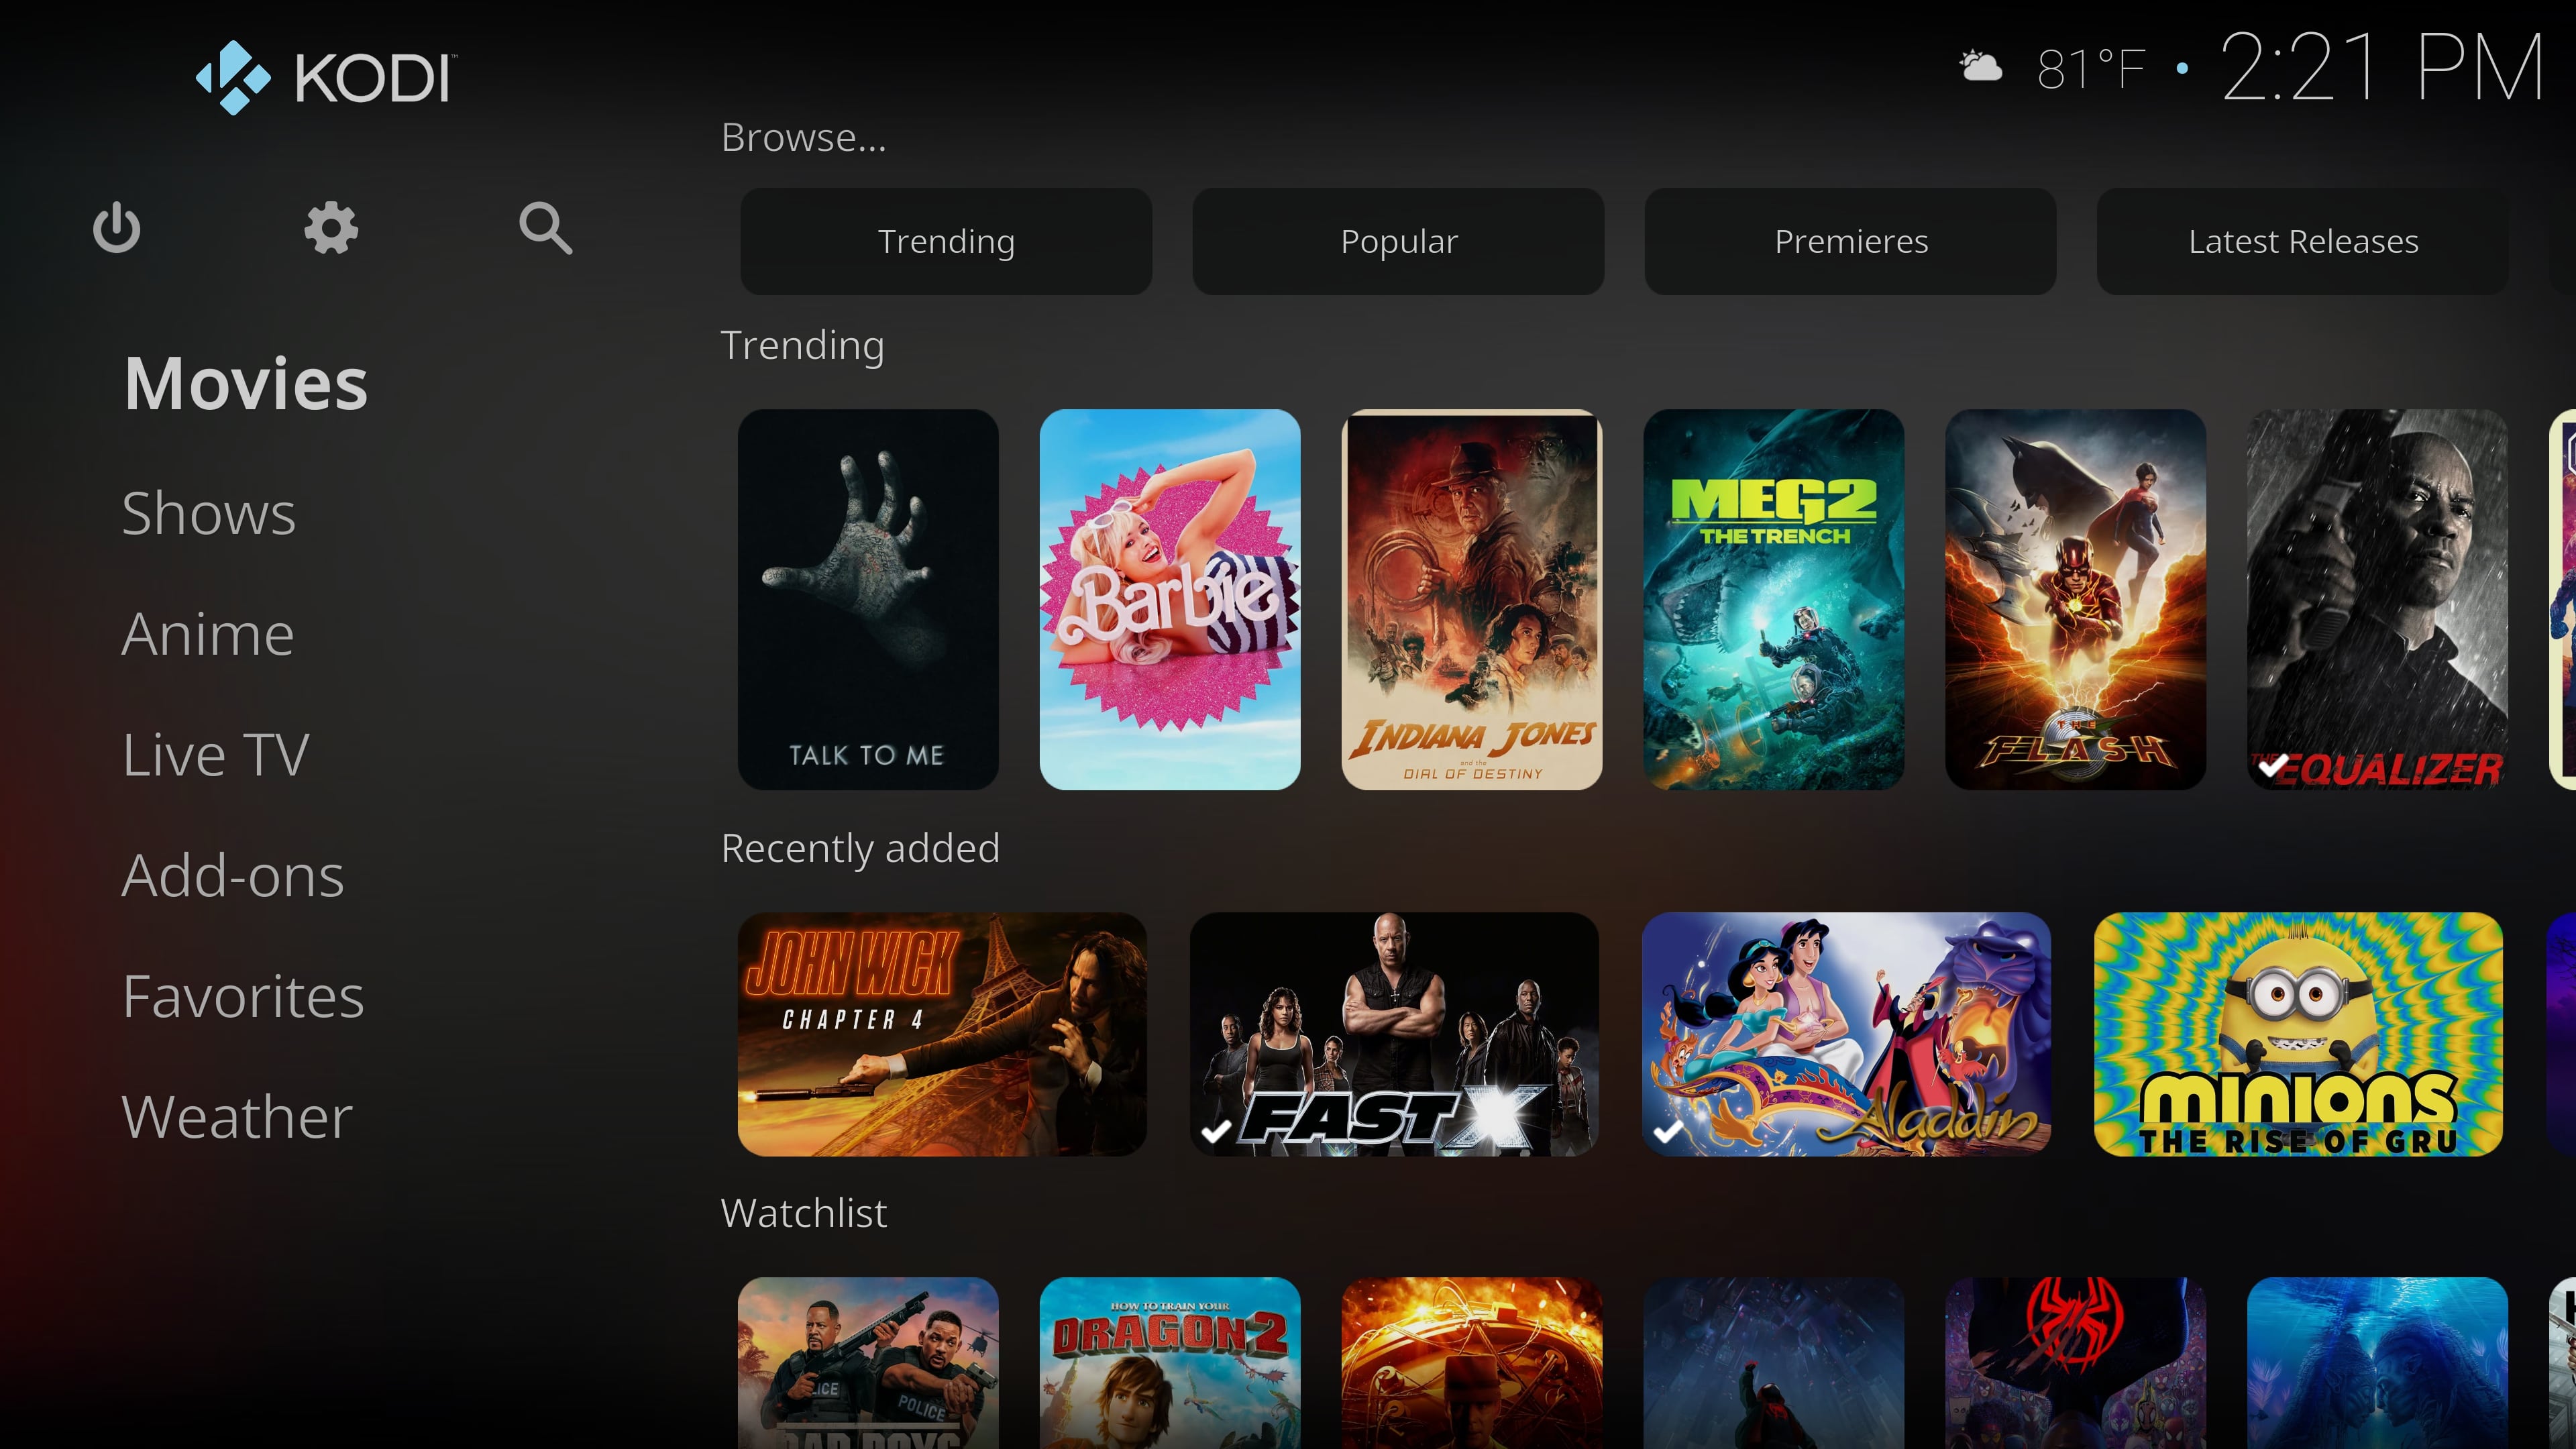 KODI™
81°F • 2:21 PM
Browse...
Trending
Popular
Premieres
Latest Releases
Movies
Shows
Anime
Live TV
Add-ons
Favorites
Weather
Trending
TALK TO ME
Barbie
MEG2
THE TRENCH
INDIANA JONES
and the
DIAL OF DESTINY
THE
FLASH
THE EQUALIZER
Recently added
JOHN WICK
CHAPTER 4
FAST X
Aladdin
MINIONS
THE RISE OF GRU
Watchlist
POLICE
HOW TO TRAIN YOUR
DRAGON 2
BAD BOYS